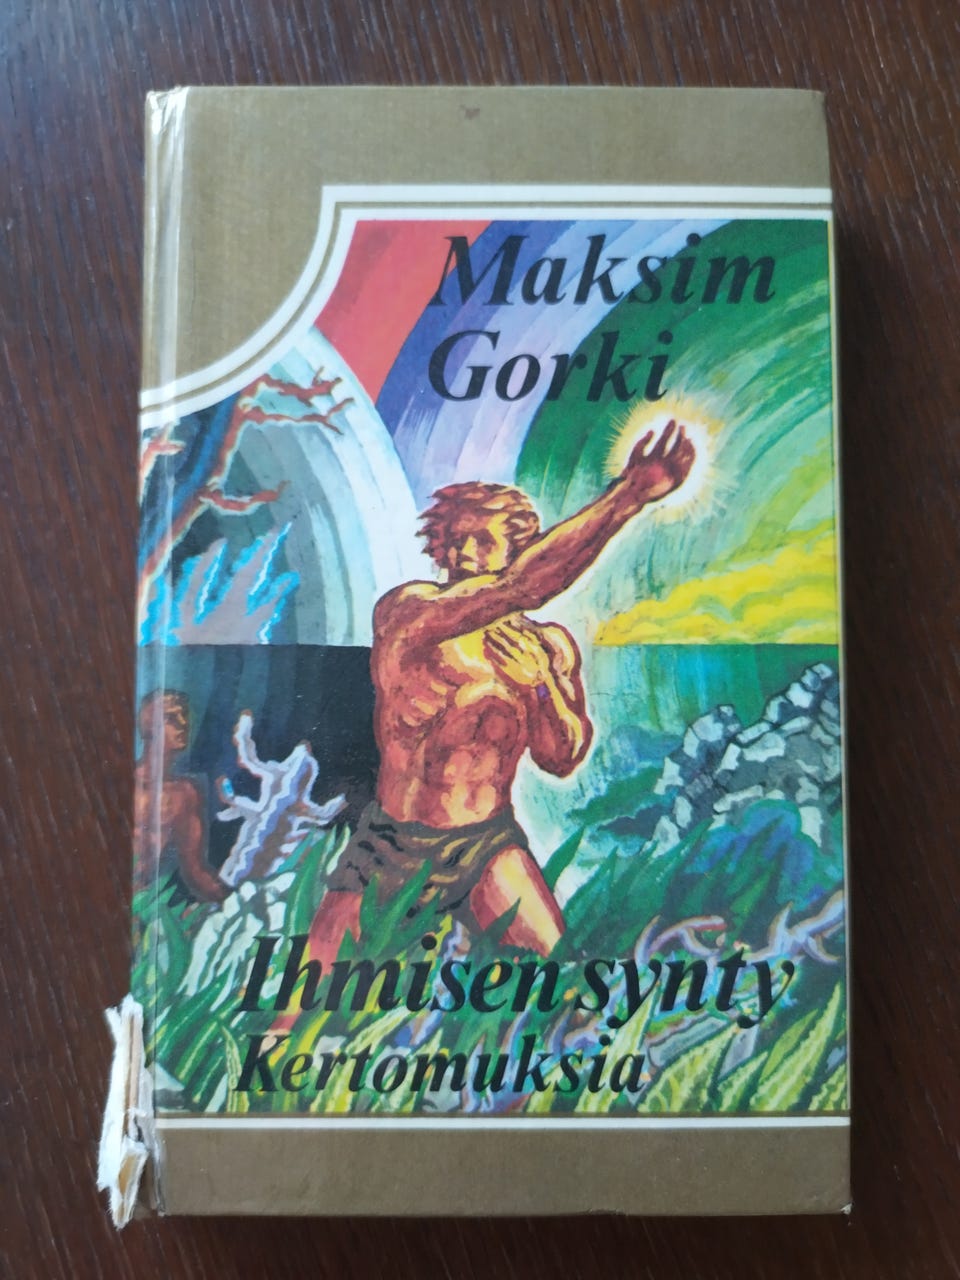 Maksim
Gorki
Ihmisen synty
Kertomuksia